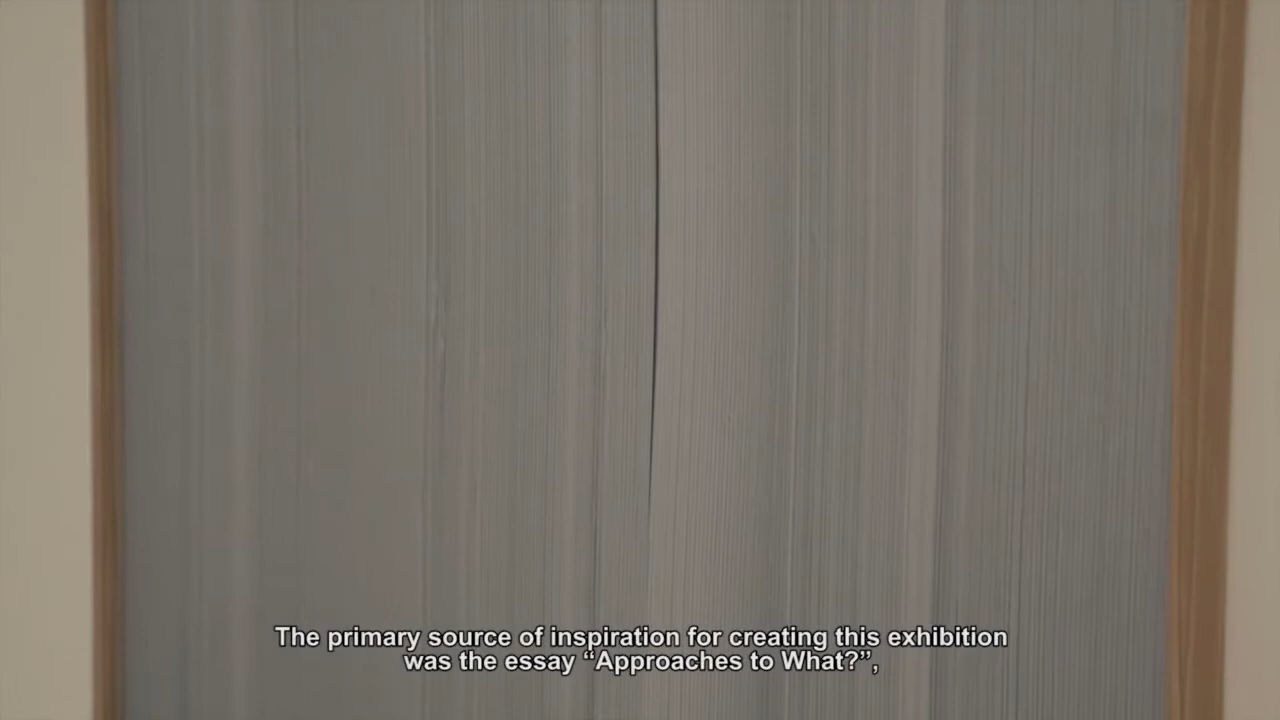 The primary source of inspiration for creating this exhibition
was the essay “Approaches to What?”,